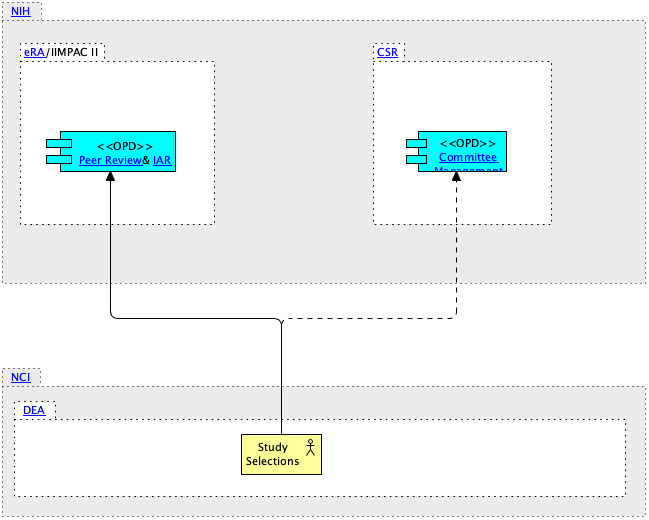 NIH
eRA/IIMPAC II
CSR
<<OPD>>
Peer Review& IAR
<<OPD>>
Committee
Management
NCI
DEA
Study
Selections